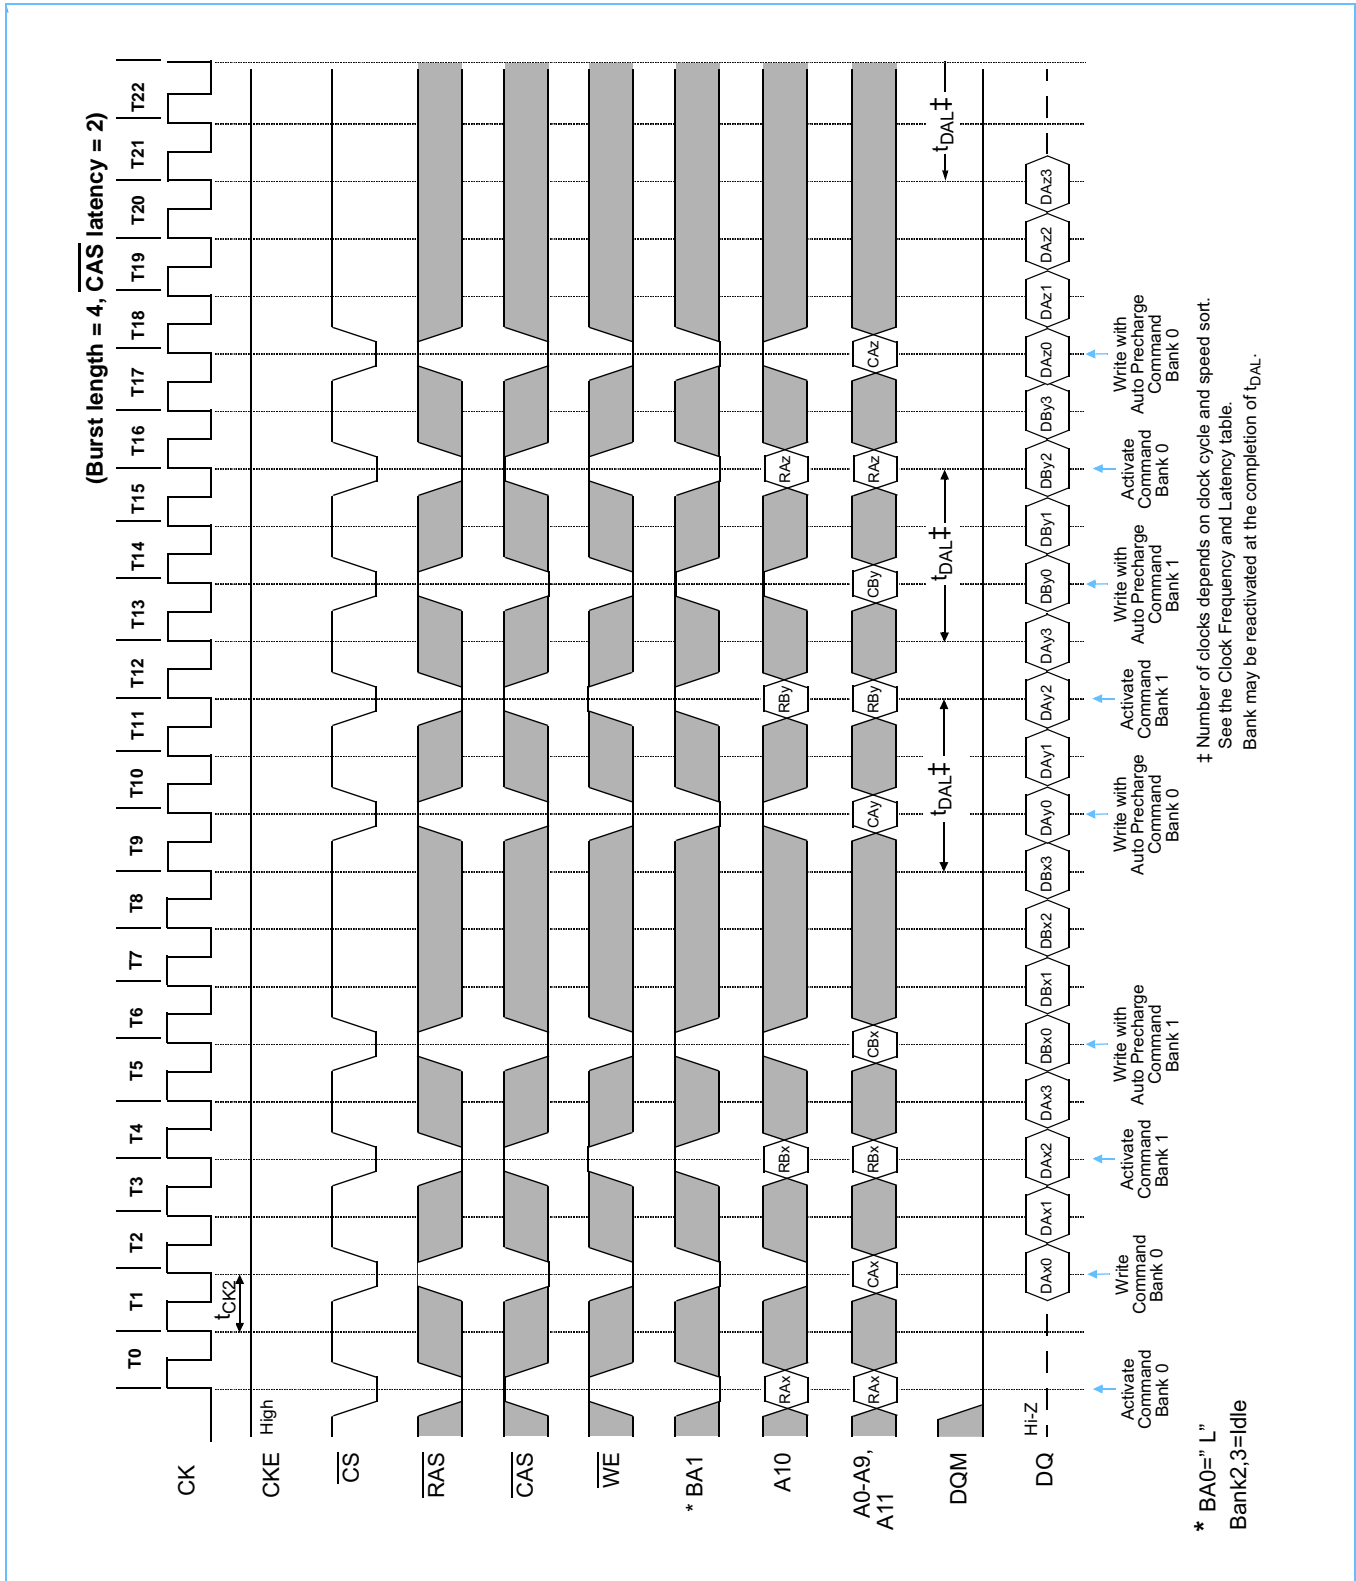 (Burst length = 4, CAS latency = 2)
T0 T1 T2 T3 T4 T5 T6 T7 T8 T9 T10 T11 T12 T13 T14 T15 T16 T17 T18 T19 T20 T21 T22
CK
tCK2
CKE
High
CS
RAS
CAS
WE
* BA1
A10
RAx RBx RBy RAz
A0-A9,
A11
RAx CAx RBx CBx CAy RBy CBy RAz CAz
DQM
tDAL‡ tDAL‡ tDAL‡
DQ
Hi-Z
DAx0 DAx1 DAx2 DAx3 DBx0 DBx1 DBx2 DBx3 DAy0 DAy1 DAy2 DAy3 DBy0 DBy1 DBy2 DBy3 DAz0 DAz1 DAz2 DAz3
Activate
Command
Bank 0
Write
Command
Bank 0
Activate
Command
Bank 1
Write with
Auto Precharge
Command
Bank 1
Write with
Auto Precharge
Command
Bank 0
Activate
Command
Bank 1
Write with
Auto Precharge
Command
Bank 1
Activate
Command
Bank 0
Write with
Auto Precharge
Command
Bank 0
* BA0=" L"
Bank2,3=Idle
‡ Number of clocks depends on clock cycle and speed sort.
See the Clock Frequency and Latency table.
Bank may be reactivated at the completion of tDAL.